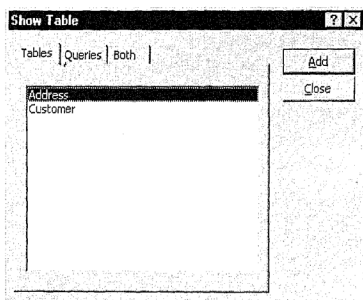 Show Table ? X
Tables Queries Both
Add
Close
Address
Customer